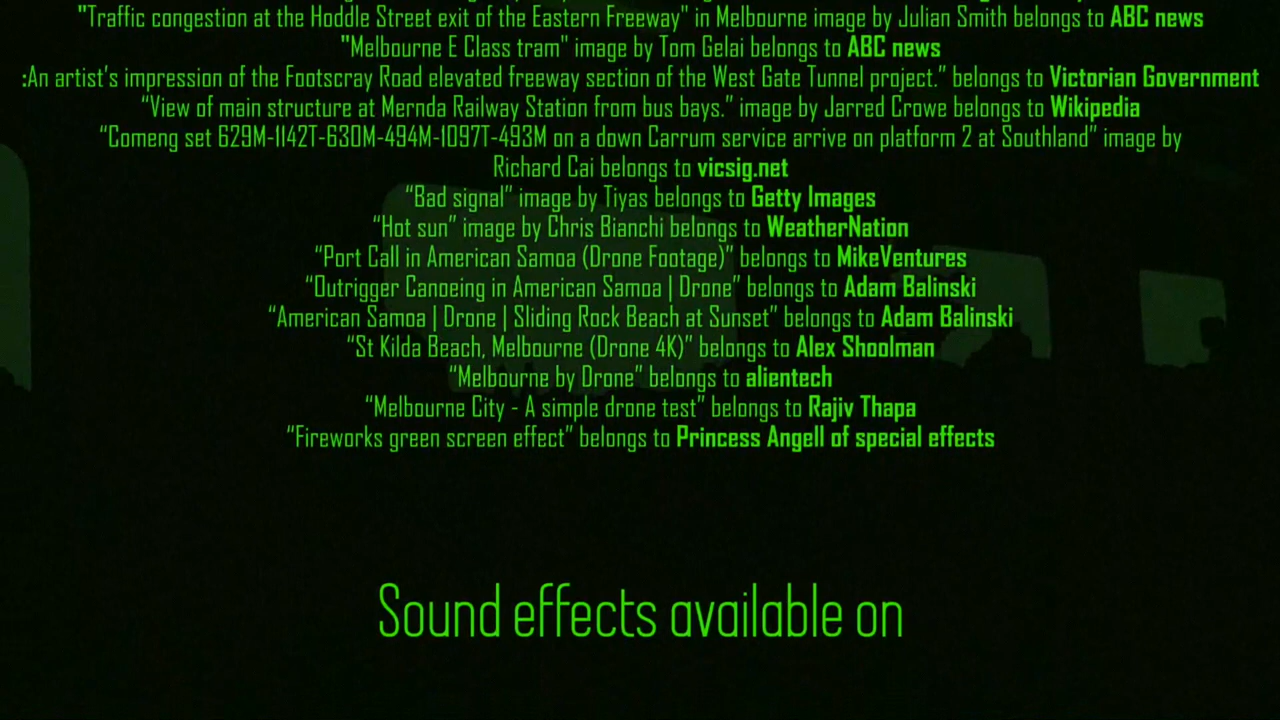 "Traffic congestion at the Hoddle Street exit of the Eastern Freeway" in Melbourne image by Julian Smith belongs to ABC news
"Melbourne E Class tram" image by Tom Gelai belongs to ABC news
:An artist’s impression of the Footscray Road elevated freeway section of the West Gate Tunnel project.” belongs to Victorian Government
“View of main structure at Mernda Railway Station from bus bays.” image by Jarred Crowe belongs to Wikipedia
“Comeng set 629M-1142T-630M-494M-1097T-493M on a down Carrum service arrive on platform 2 at Southland” image by
Richard Cai belongs to vicsig.net
“Bad signal” image by Tiyas belongs to Getty Images
“Hot sun” image by Chris Bianchi belongs to WeatherNation
“Port Call in American Samoa (Drone Footage)” belongs to MikeVentures
“Outrigger Canoeing in American Samoa | Drone” belongs to Adam Balinski
“American Samoa | Drone | Sliding Rock Beach at Sunset” belongs to Adam Balinski
“St Kilda Beach, Melbourne (Drone 4K)” belongs to Alex Shoolman
“Melbourne by Drone” belongs to alientech
“Melbourne City - A simple drone test” belongs to Rajiv Thapa
“Fireworks green screen effect” belongs to Princess Angell of special effects
Sound effects available on